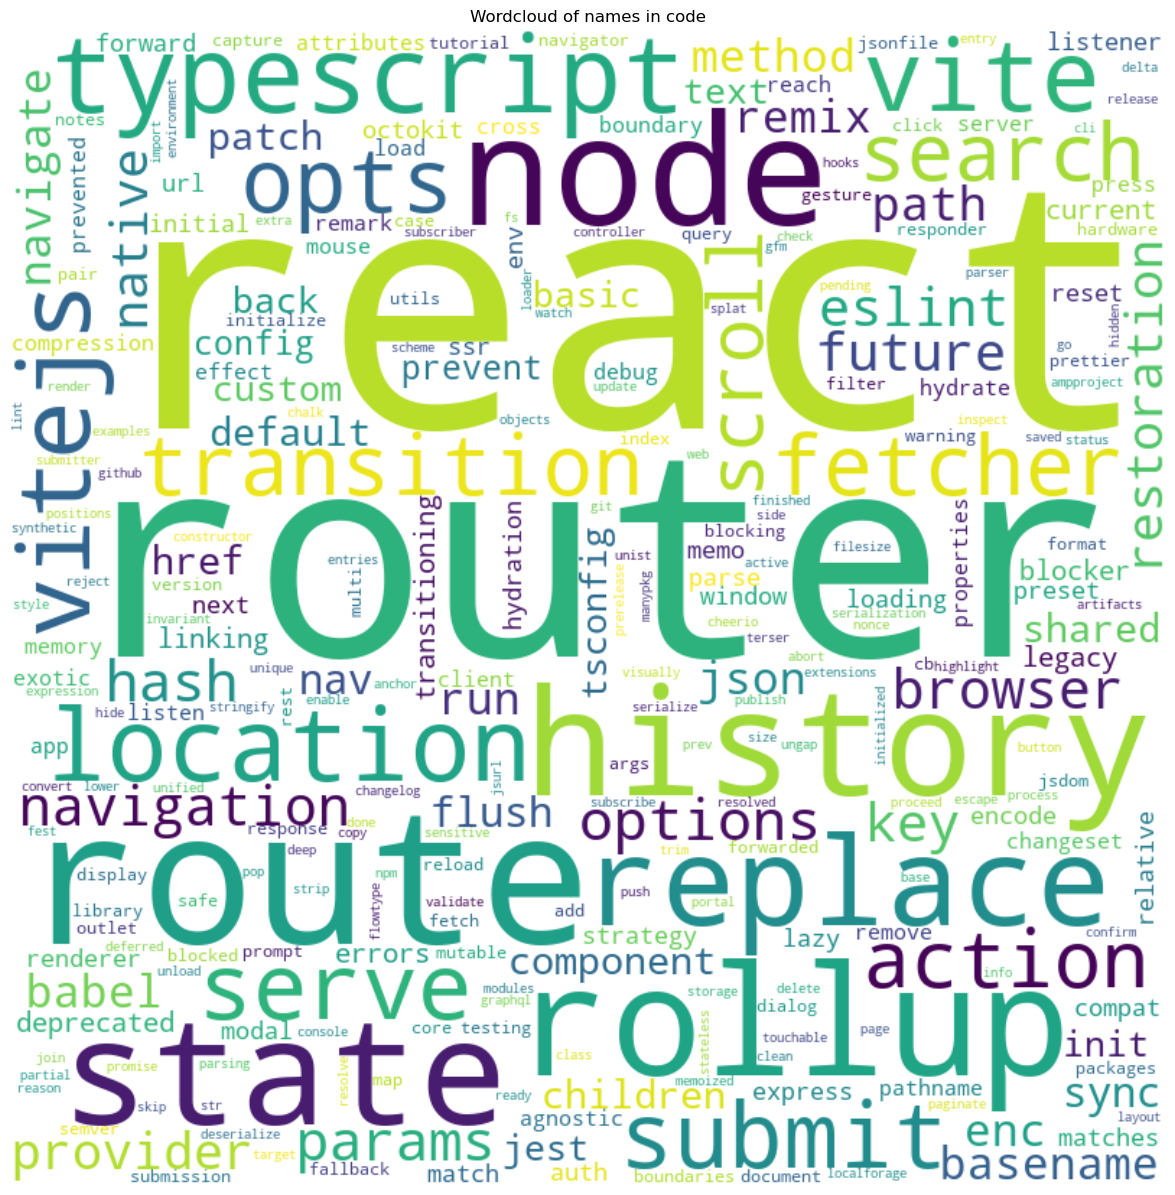 Wordcloud of names in code
forward
capture
attributes
tutorial
navigator
jsonfile
entry
listener
typescript
method
vite
delta
text
reach
release
navigate
notes
import
environment
patch
octokit
cross
boundary
remix
click
server
cli
load
node
search
prevented
native
url
opts
hooks
gesture
path
press
initial
extra
remark
case
subscriber
env
fs
controller
query
gfm
check
responder
current
hardware
mouse
pair
react
scroll
parser
utils
loader
basic
watch
pending
splat
eslint
reset
hidden
restoration
back
initialize
compression
config
scheme
ssr
future
go
prettier
effect
prevent
debug
update
filter
hydrate
ampproject
render
custom
chalk
lint
vitejs
examples
default
objects
index
warning
inspect
saved
status
submitter
github
transition
web
fetcher
positions
synthetic
router
transitioning
hydration
git
finished
side
blocking
properties
constructor
href
entries
multi
tsconfig
unist
memo
active
filesize
format
reject
version
prerelease
manypkg
parse
blocker
preset
style
next
window
loading
artifacts
invariant
cheerio
serialization
nonce
shared
memory
linking
terser
legacy
exotic
expression
hash
unique
nav
anchor
client
visually
abort
json
extensions
cb
highlight
browser
hide
listen
stringify
rest
enable
run
serialize
publish
app
location
history
prev
size
ungap
initialized
button
args
jsurl
jsdom
convert
lower
unified
changelog
navigation
flush
subscribe
resolved
options
key
proceed
escape
process
encode
fest
response
done
copy
sensitive
trim
forwarded
changeset
relative
deep
route
replace
display
pop
strip
npm
reload
base
library
safe
flowtype
validate
push
portal
outlet
fetch
add
deferred
blocked
prompt
errors
mutable
strategy
lazy
remove
confirm
renderer
unload
component
action
info
babel
serve
modules
graphql
rollup
storage
delete
dialog
compat
deprecated
modal
console
core
testing
touchable
page
init
join
promise
parsing
class
stateless
clean
partial
reason
state
resolve
map
memoized
packages
skip
str
ready
children
express
pathname
sync
paginate
layout
semver
deserialize
agnostic
submit
enc
matches
provider
target
params
jest
submission
fallback
match
auth
boundaries
document
localforage
basename